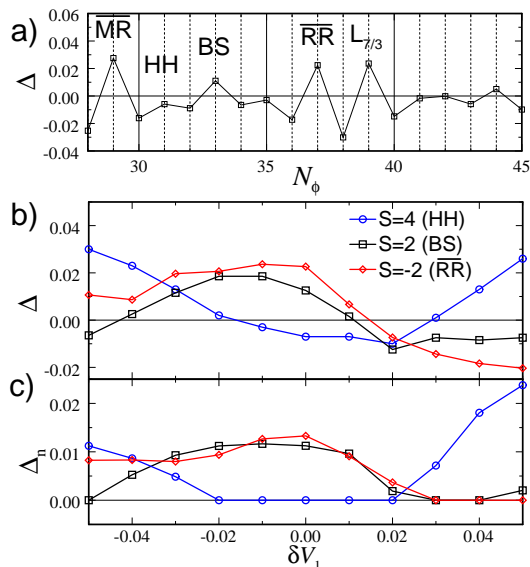 a)
0.06
0.04
0.02
0.00
-0.02
-0.04
Δ
MR
HH
BS
RR
L7/3
30
35
40
45
Nϕ
b)
0.04
0.02
0.00
-0.02
Δ
S=4 (HH)
S=2 (BS)
S=-2 (RR)
c)
0.01
0.01
0.00
Δn
-0.04
-0.02
0.00
0.02
0.04
δV1